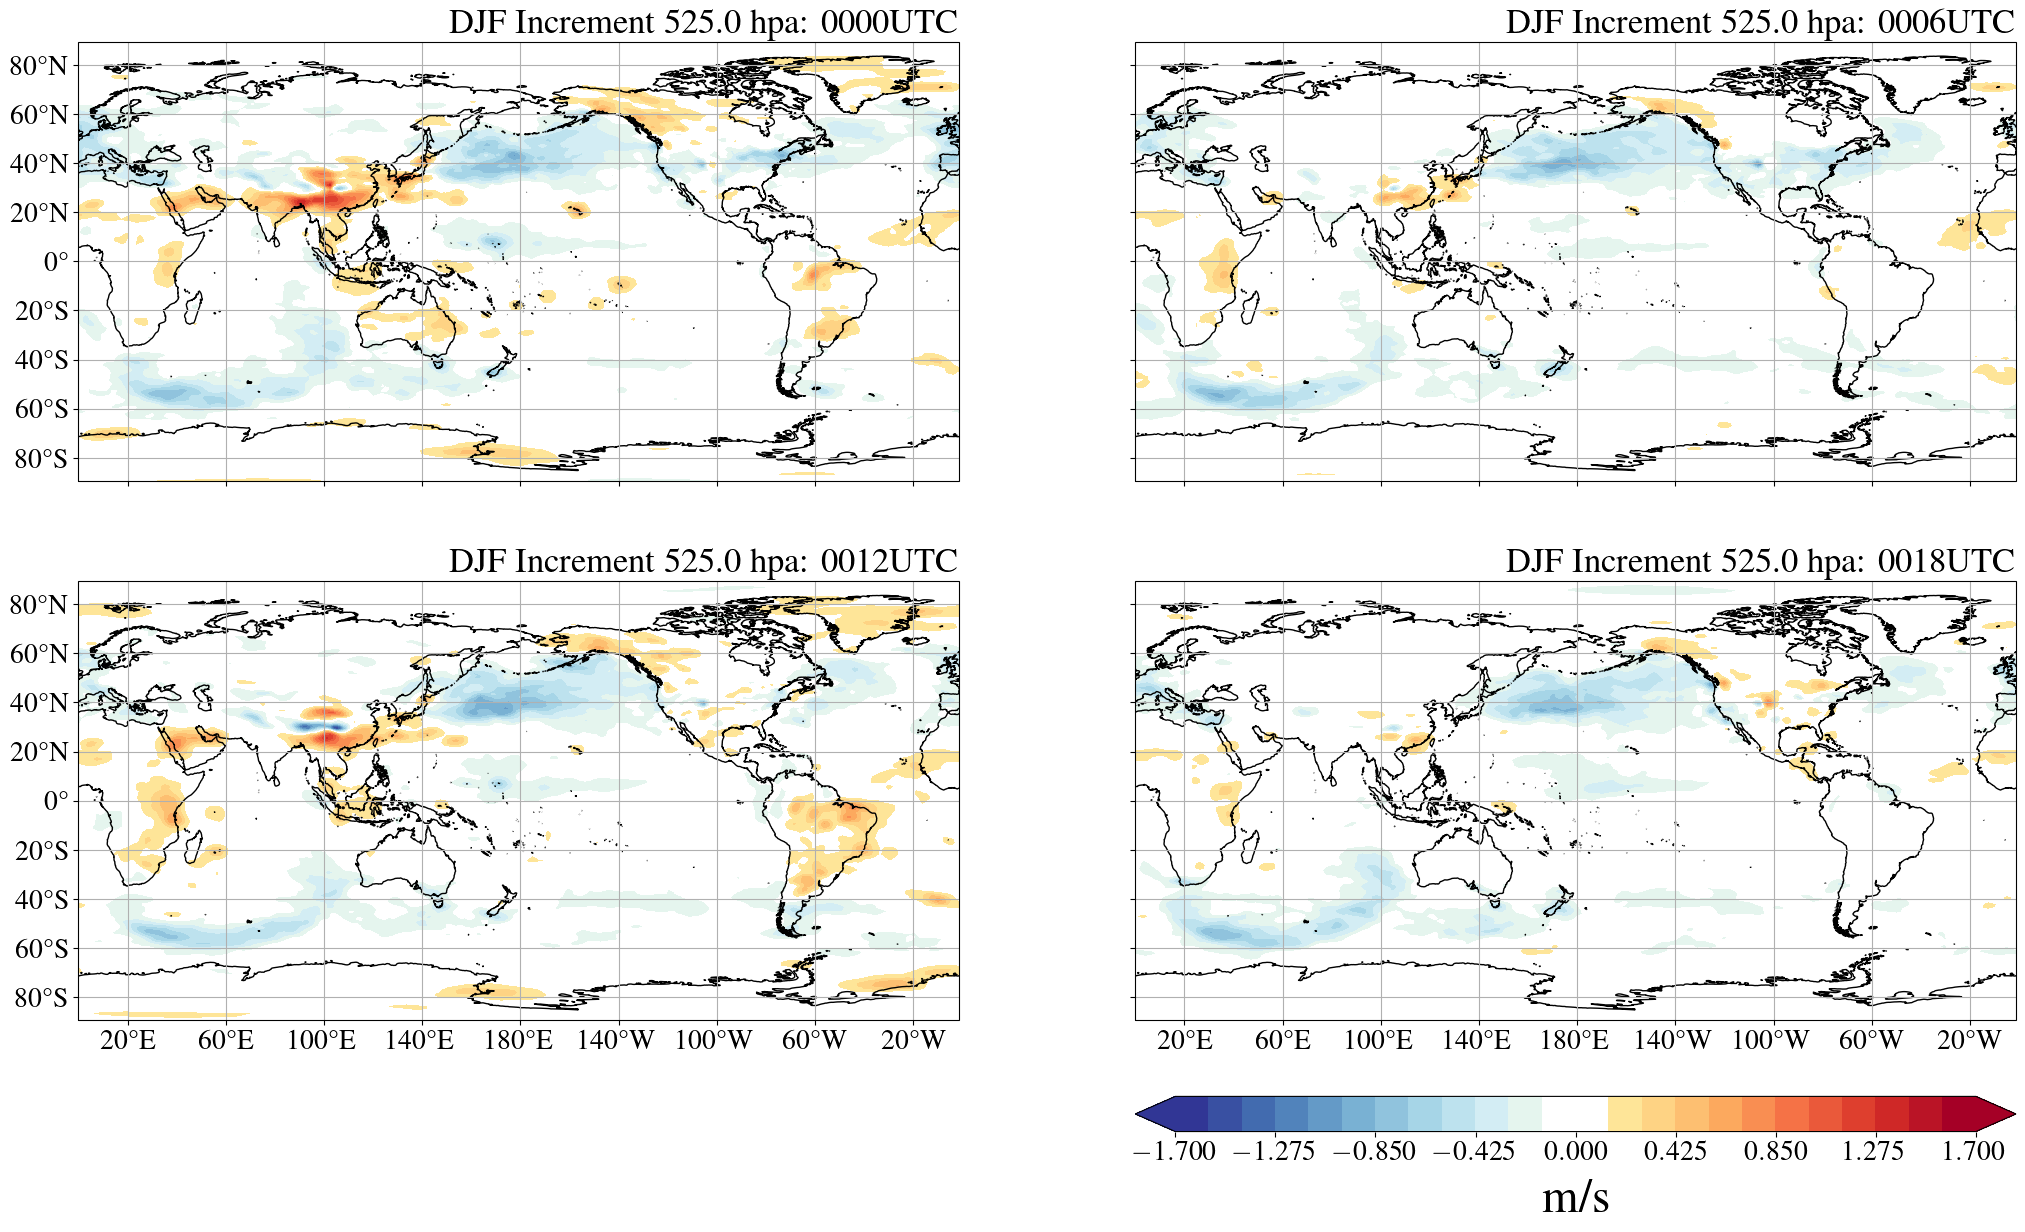 DJF Increment 525.0 hpa: 0000UTC
DJF Increment 525.0 hpa: 0006UTC
80°N
60°N
40°N
20°N
0°
20°S
40°S
60°S
80°S
DJF Increment 525.0 hpa: 0012UTC
DJF Increment 525.0 hpa: 0018UTC
80°N
60°N
40°N
20°N
0°
20°S
40°S
60°S
80°S
20°E 60°E 100°E 140°E 180°E 140°W 100°W 60°W 20°W
20°E 60°E 100°E 140°E 180°E 140°W 100°W 60°W 20°W
−1.700 −1.275 −0.850 −0.425 0.000 0.425 0.850 1.275 1.700
m/s